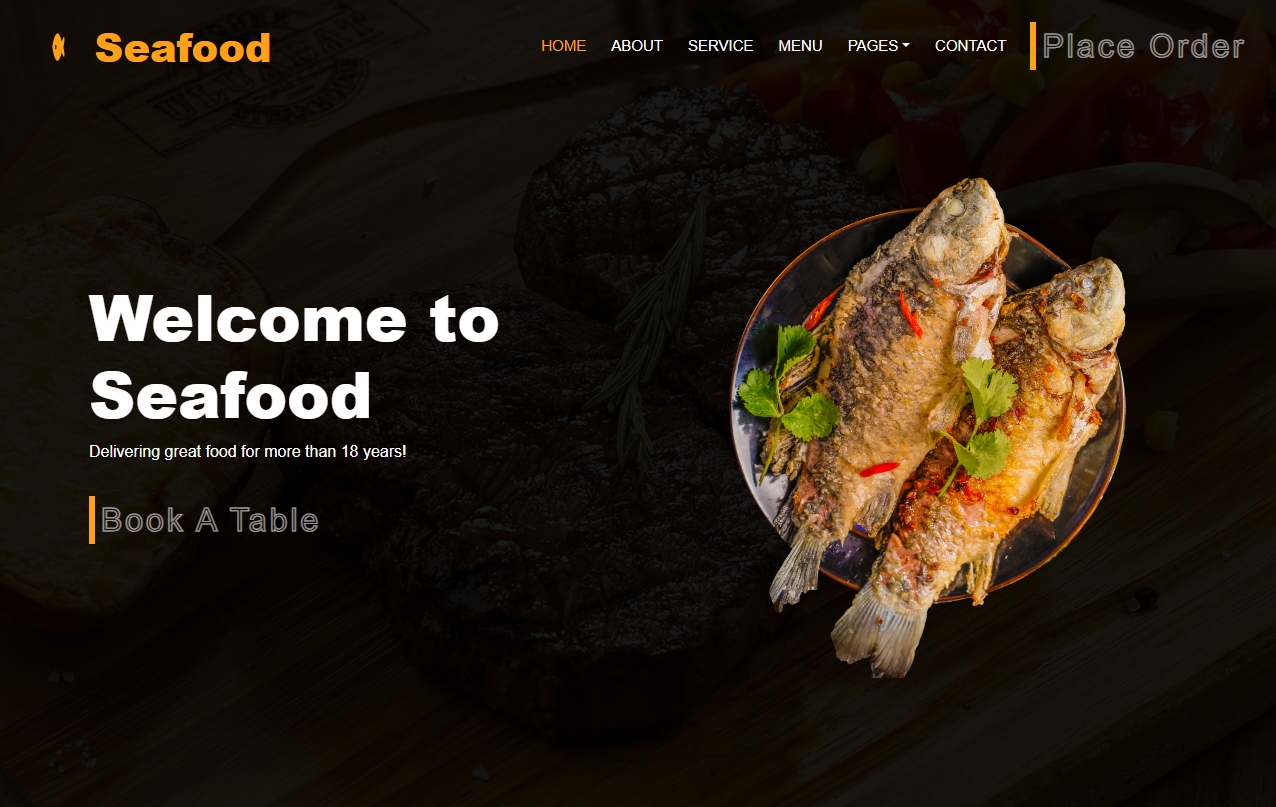 Seafood
HOME ABOUT SERVICE MENU PAGES CONTACT
Place Order
Welcome to
Seafood
Delivering great food for more than 18 years!
Book A Table